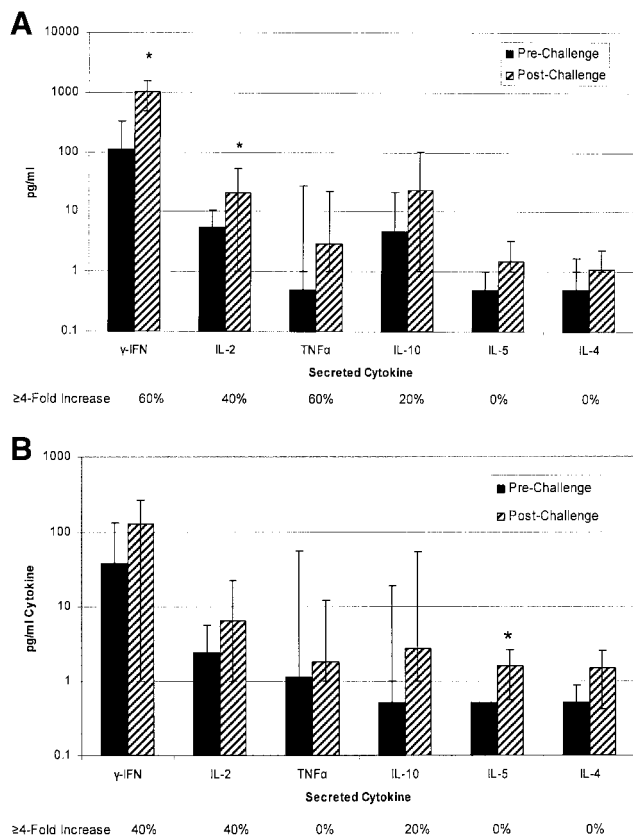 A
10000
1000
100
10
1
0.1
pg/ml
Pre-Challenge
Post-Challenge
*
*
γ-IFN IL-2 TNFα IL-10 IL-5 IL-4
Secreted Cytokine
≥4-Fold Increase 60% 40% 60% 20% 0% 0%
B
1000
100
10
1
0.1
pg/ml Cytokine
Pre-Challenge
Post-Challenge
*
γ-IFN IL-2 TNFα IL-10 IL-5 IL-4
Secreted Cytokine
≥4-Fold Increase 40% 40% 0% 20% 0% 0%